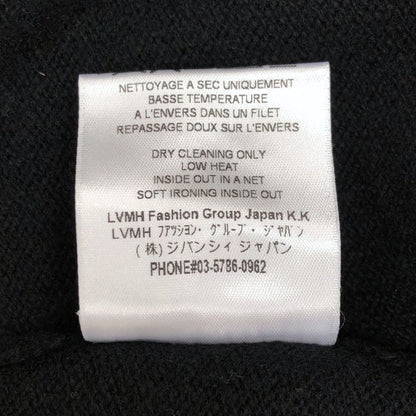 NETTOYAGE A SEC UNIQUEMENT
BASSE TEMPERATURE
A L'ENVERS DANS UN FILET
REPASSAGE DOUX SUR L'ENVERS
DRY CLEANING ONLY
LOW HEAT
INSIDE OUT IN A NET
SOFT IRONING INSIDE OUT
LVMH Fashion Group Japan K.K
LVMH ファツション・グループ・ジャパン
(株)ジバンシィ ジャパン
PHONE#03-5786-0962